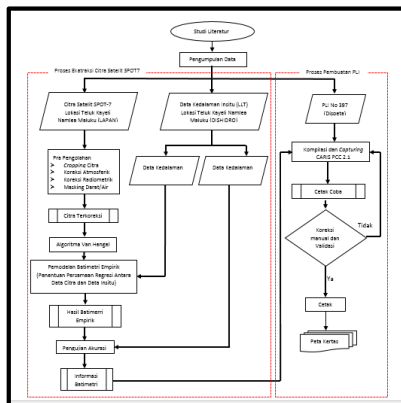 Studi Literatur
Pengumpulan Data
Proses Ekstraksi Citra Satelit SPOT7
Proses Pembuatan PLI
Citra Satelit SPOT-7
Lokasi Teluk Kayeli
Namlea Maluku (LAPAN)
Data Kedalaman Insitu (LLT)
Lokasi Teluk Kayeli Namlea
Maluku (DISHIDRO)
PLI No 397
(Dispeta)
Pra Pengolahan
Cropping Citra
Koreksi Atmosferik
Koreksi Radiometrik
Masking Darat/Air
Data Kedalaman
Data Kedalaman
Kompilasi dan Capturing
CARIS PCC 2.1
Cetak Coba
Citra Terkoreksi
Koreksi
manual dan
Validasi
Tidak
Algoritma Van Hengel
Pemodelan Batimetri Empirik
(Penentuan Persamaan Regresi Antara
Data Citra dan Data Insitu)
Ya
Hasil Batimetri
Empirik
Cetak
Pengujian Akurasi
Peta Kertas
Informasi
Batimetri